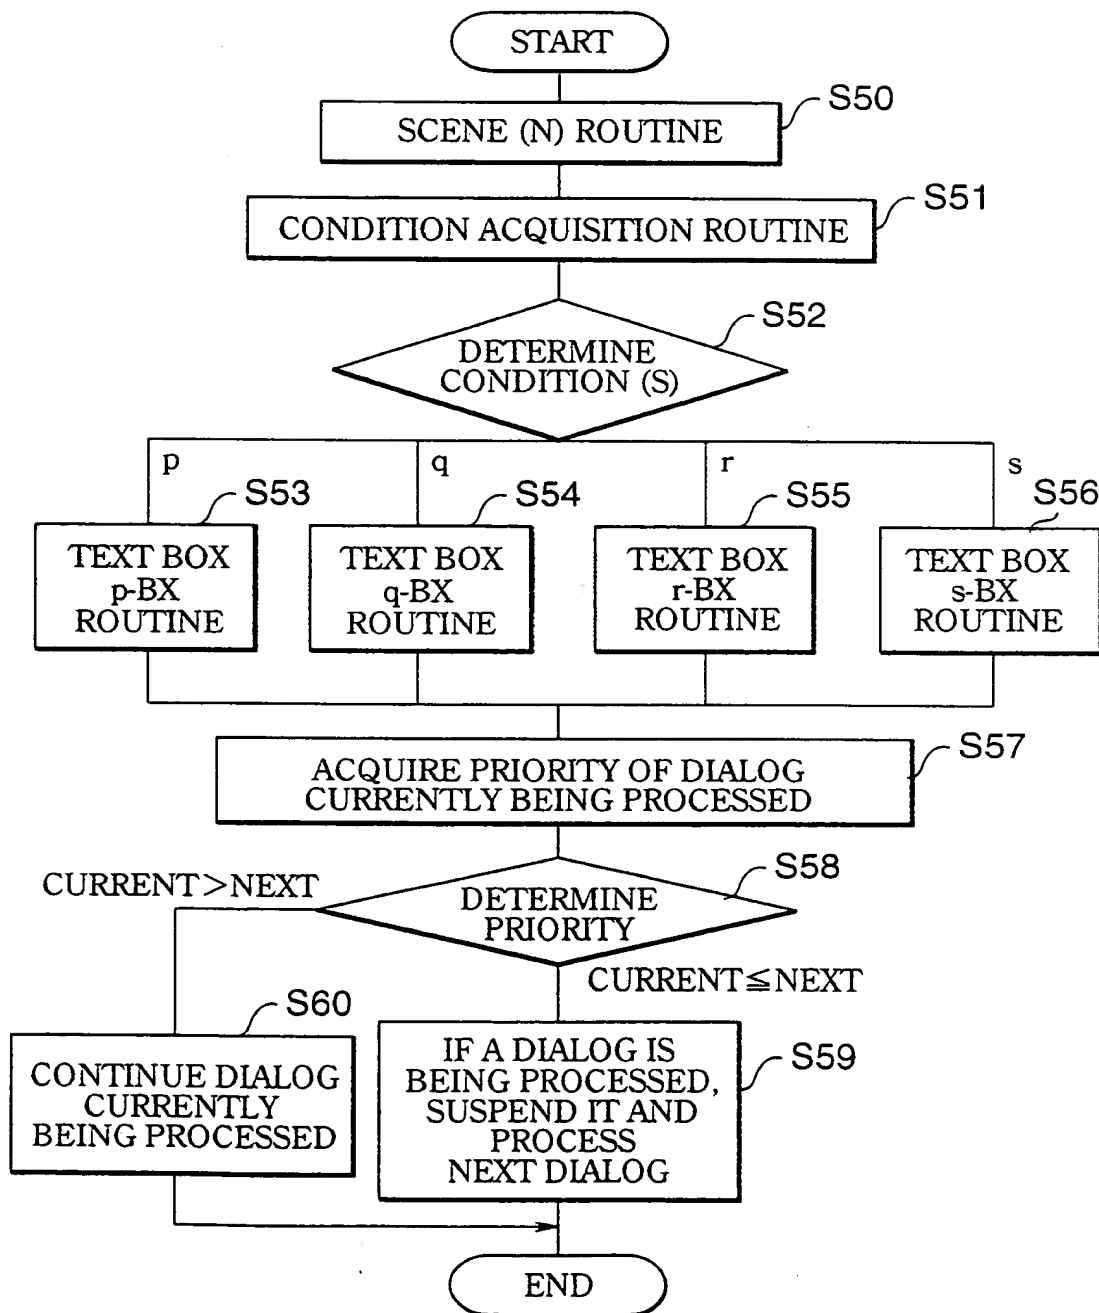 START
S50
SCENE (N) ROUTINE
S51
CONDITION ACQUISITION ROUTINE
S52
DETERMINE
CONDITION (S)
p
q
r
s
S53
S54
S55
S56
TEXT BOX
p-BX
ROUTINE
TEXT BOX
q-BX
ROUTINE
TEXT BOX
r-BX
ROUTINE
TEXT BOX
s-BX
ROUTINE
S57
ACQUIRE PRIORITY OF DIALOG
CURRENTLY BEING PROCESSED
S58
CURRENT>NEXT
DETERMINE
PRIORITY
CURRENT≦NEXT
S60
CONTINUE DIALOG
CURRENTLY
BEING PROCESSED
S59
IF A DIALOG IS
BEING PROCESSED,
SUSPEND IT AND
PROCESS
NEXT DIALOG
END